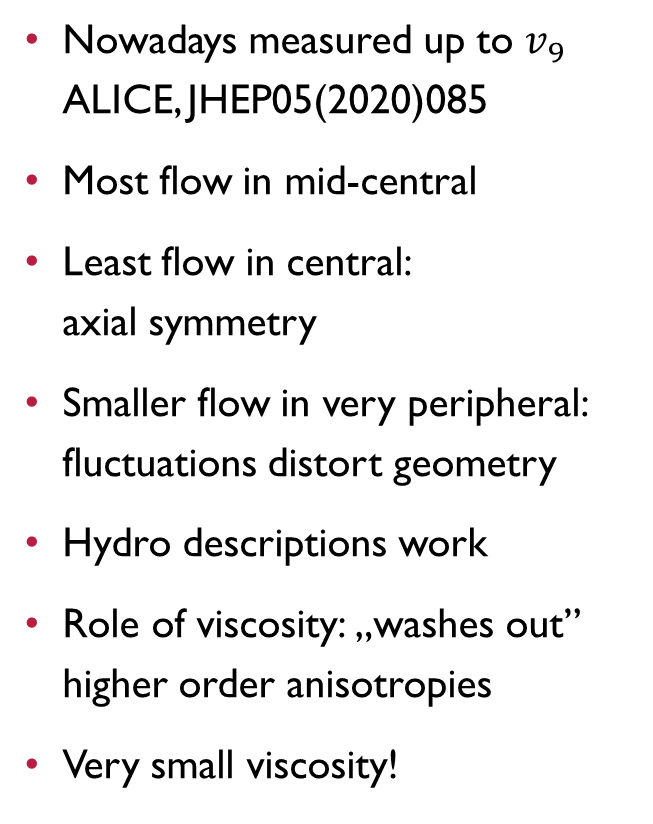 • Nowadays measured up to v₉
ALICE, JHEP05(2020)085
• Most flow in mid-central
• Least flow in central:
axial symmetry
• Smaller flow in very peripheral:
fluctuations distort geometry
• Hydro descriptions work
• Role of viscosity: „washes out”
higher order anisotropies
• Very small viscosity!